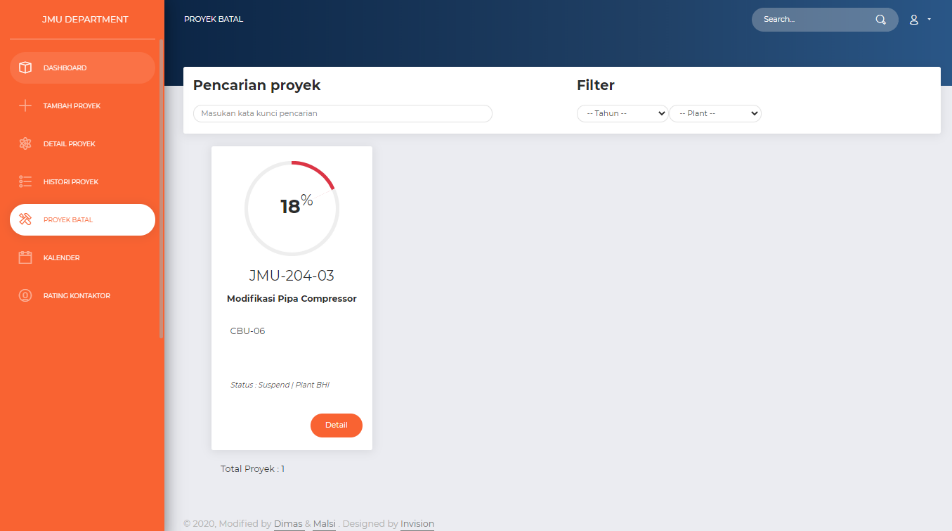 JMU DEPARTMENT
DASHBOARD
TAMBAH PROYEK
DETAIL PROYEK
HISTORI PROYEK
PROYEK BATAL
KALENDER
RATING KONTAKTOR
PROYEK BATAL
Search...
Pencarian proyek
Masukan kata kunci pencarian
Filter
-- Tahun --
-- Plant --
18%
JMU-204-03
Modifikasi Pipa Compressor
CBU-06
Status : Suspend / Plant BHI
Detail
Total Proyek : 1
© 2020, Modified by Dimas & Malsi . Designed by Invision